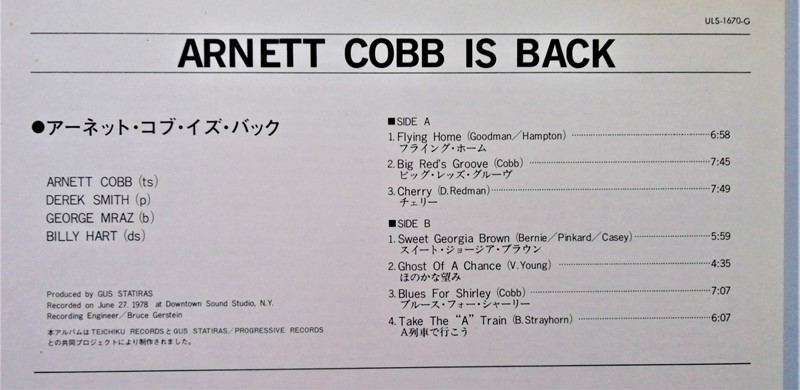 ULS-1670-G
ARNETT COBB IS BACK
●アーネット・コブ・イズ・バック
ARNETT COBB (ts)
DEREK SMITH (p)
GEORGE MRAZ (b)
BILLY HART (ds)
Produced by GUS STATIRAS
Recorded on June 27. 1978 at Downtown Sound Studio, N.Y.
Recording Engineer／Bruce Gerstein
本アルバムはTEICHIKU RECORDSとGUS STATIRAS／PROGRESSIVE RECORDS
との共同プロジェクトにより制作されました。
■SIDE A
1. Flying Home (Goodman／Hampton) 6:58
フライング・ホーム
2. Big Red's Groove (Cobb) 7:45
ビッグ・レッズ・グルーヴ
3. Cherry (D. Redman) 7:49
チェリー
■SIDE B
1. Sweet Georgia Brown (Bernie／Pinkard／Casey) 5:59
スイート・ジョージア・ブラウン
2. Ghost Of A Chance (V. Young) 4:35
ほのかな望み
3. Blues For Shirley (Cobb) 7:07
ブルース・フォー・シャーリー
4. Take The “A” Train (B. Strayhorn) 6:07
A列車で行こう